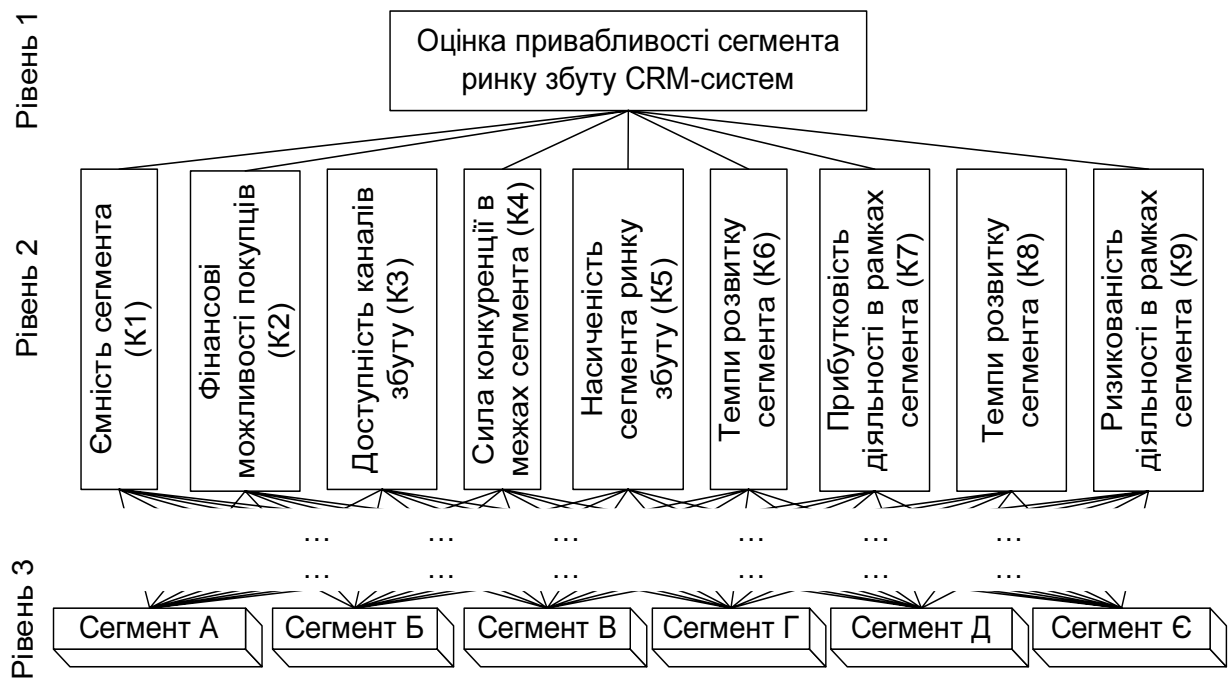 Рівень 1
Оцінка привабливості сегмента
ринку збуту CRM-систем
Рівень 2
Ємність сегмента
(К1)
Фінансові
можливості покупців
(К2)
Доступність каналів
збуту (К3)
Сила конкуренції в
межах сегмента (К4)
Насиченість
сегмента ринку
збуту (К5)
Темпи розвитку
сегмента (К6)
Прибутковість
діяльності в рамках
сегмента (К7)
Темпи розвитку
сегмента (К8)
Ризикованість
діяльності в рамках
сегмента (К9)
... ... ... ... ... ...
... ... ... ... ... ...
Рівень 3
Сегмент А
Сегмент Б
Сегмент В
Сегмент Г
Сегмент Д
Сегмент Є